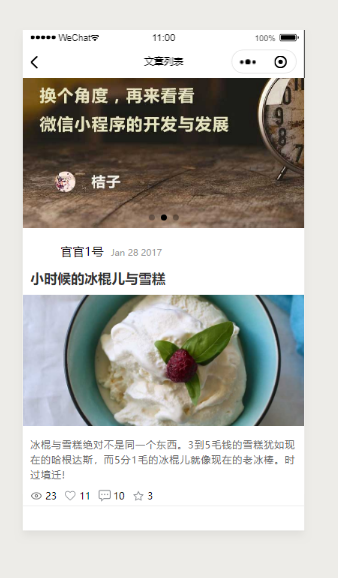 WeChat
11:00
100%
文章列表
换个角度，再来看看
微信小程序的开发与发展
桔子
官官1号 Jan 28 2017
小时候的冰棍儿与雪糕
冰棍与雪糕绝对不是同一个东西。3到5毛钱的雪糕犹如现
在的哈根达斯，而5分1毛的冰棍儿就像现在的老冰棒。时
过境迁!
23 11 10 3